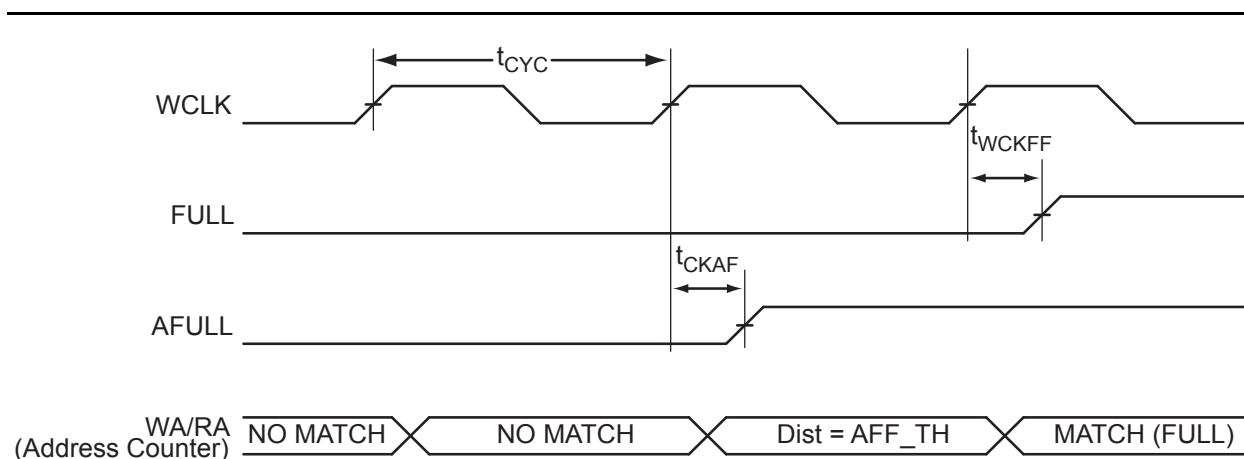 tCYC
WCLK
tWCKFF
FULL
tCKAF
AFULL
WA/RA
(Address Counter)
NO MATCH
NO MATCH
Dist = AFF_TH
MATCH (FULL)